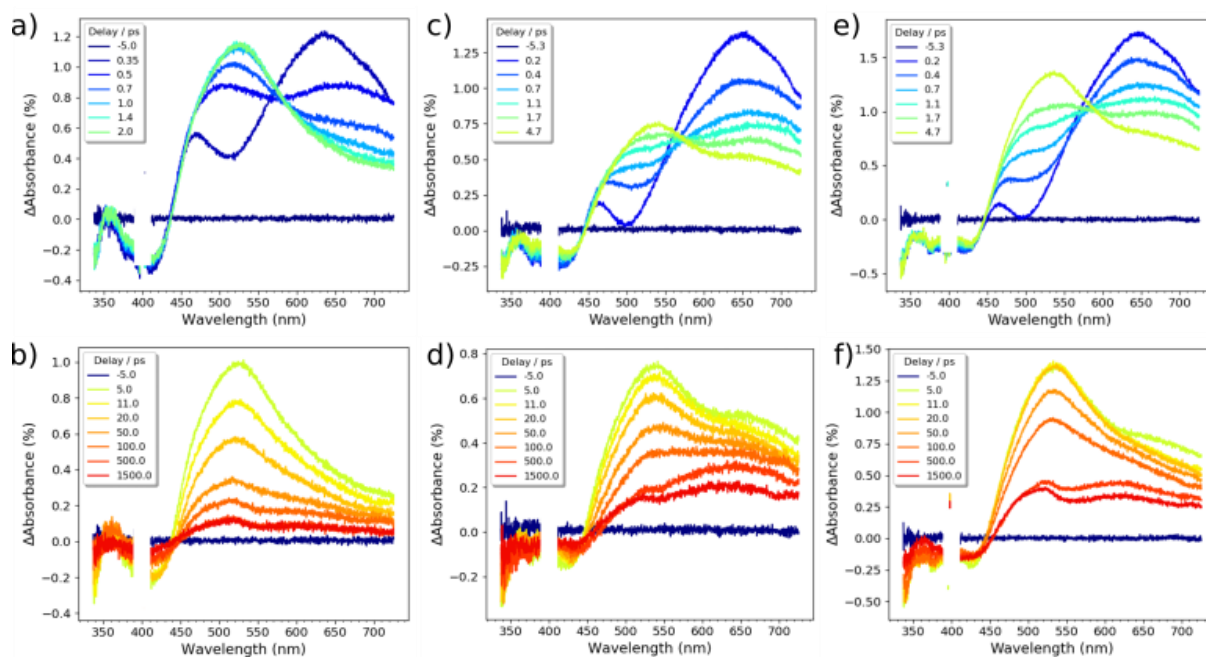 a)
ΔAbsorbance (%)
1.2
1.0
0.8
0.6
0.4
0.2
0.0
−0.2
−0.4
Delay / ps
-5.0
0.35
0.5
0.7
1.0
1.4
2.0
350 400 450 500 550 600 650 700
Wavelength (nm)
c)
ΔAbsorbance (%)
1.25
1.00
0.75
0.50
0.25
0.00
−0.25
Delay / ps
-5.3
0.2
0.4
0.7
1.1
1.7
4.7
350 400 450 500 550 600 650 700
Wavelength (nm)
e)
ΔAbsorbance (%)
1.5
1.0
0.5
0.0
−0.5
Delay / ps
-5.3
0.2
0.4
0.7
1.1
1.7
4.7
350 400 450 500 550 600 650 700
Wavelength (nm)
b)
ΔAbsorbance (%)
1.0
0.8
0.6
0.4
0.2
0.0
−0.2
−0.4
Delay / ps
-5.0
5.0
11.0
20.0
50.0
100.0
500.0
1500.0
350 400 450 500 550 600 650 700
Wavelength (nm)
d)
ΔAbsorbance (%)
0.8
0.6
0.4
0.2
0.0
−0.2
Delay / ps
-5.0
5.0
11.0
20.0
50.0
100.0
500.0
1500.0
350 400 450 500 550 600 650 700
Wavelength (nm)
f)
ΔAbsorbance (%)
1.50
1.25
1.00
0.75
0.50
0.25
0.00
−0.25
−0.50
Delay / ps
-5.0
5.0
11.0
20.0
50.0
100.0
500.0
1500.0
350 400 450 500 550 600 650 700
Wavelength (nm)